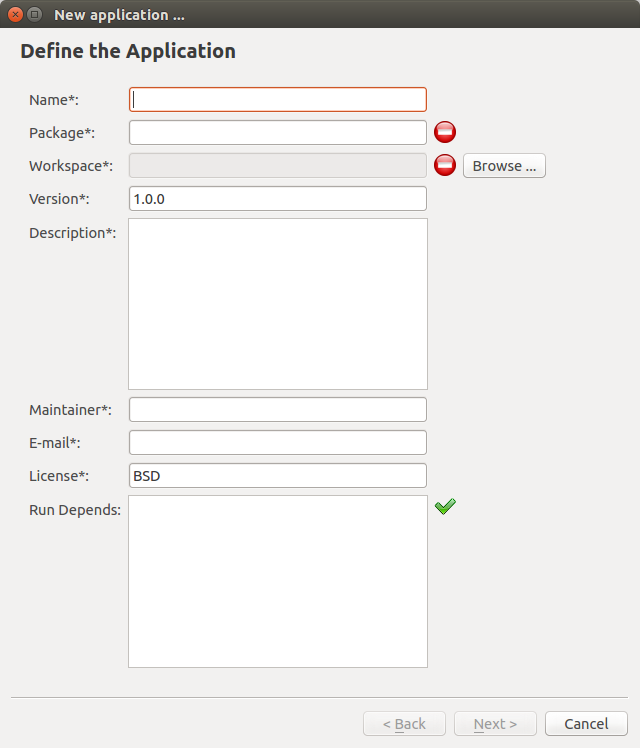 New application ...
Define the Application
Name*:
Package*:
Workspace*: Browse ...
Version*: 1.0.0
Description*:
Maintainer*:
E-mail*:
License*: BSD
Run Depends:
< Back Next > Cancel